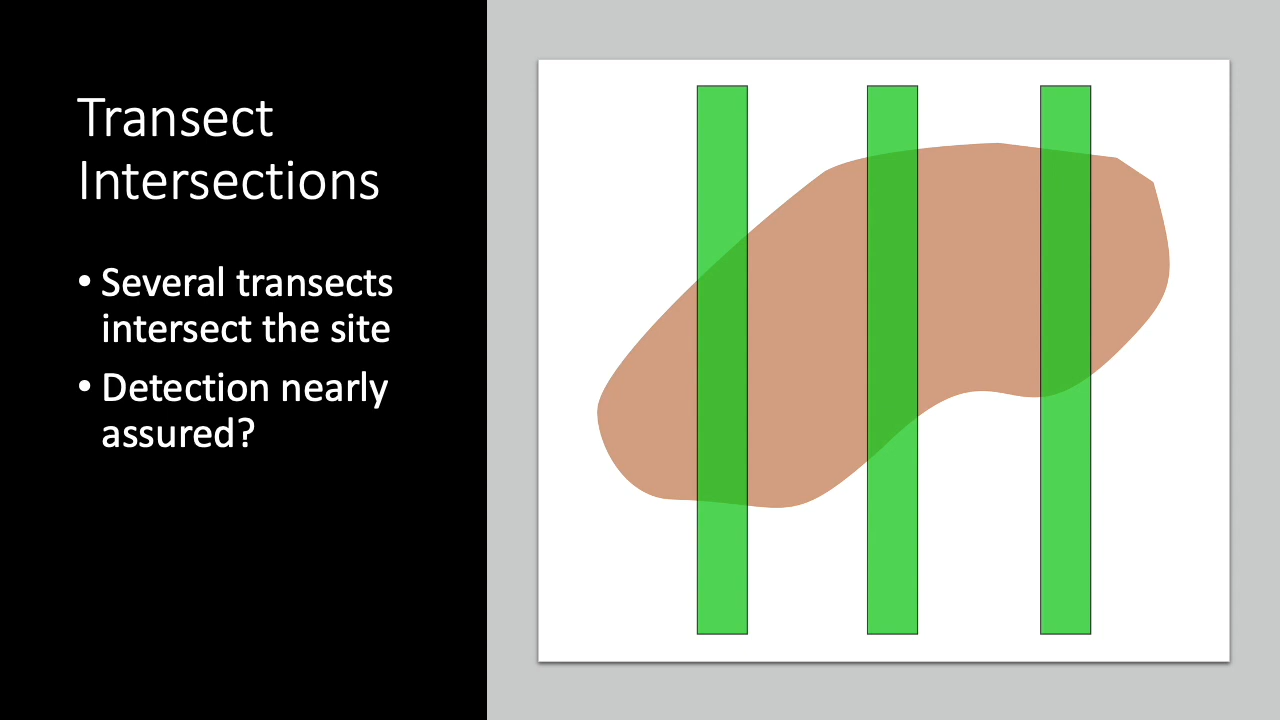 Transect
Intersections
• Several transects
intersect the site
• Detection nearly
assured?